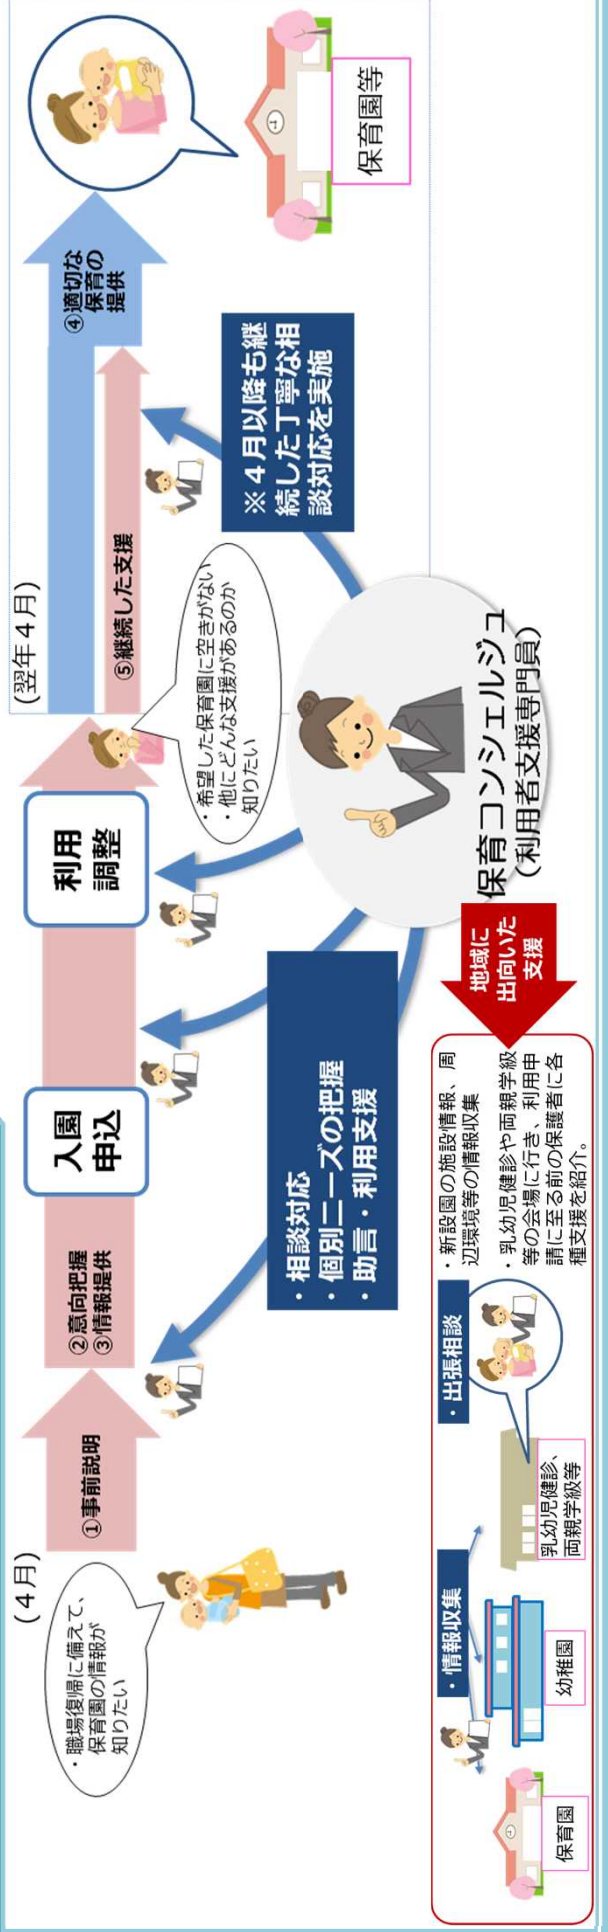 (４月)
・職場復帰に備えて、
保育園の情報が
知りたい
①事前説明
②意向把握
③情報提供
入園
申込
利用
調整
(翌年４月)
④適切な
保育の
提供
⑤継続した支援
・希望した保育園に空きがない
・他にどんな支援があるのか
知りたい
保育園等
・相談対応
・個別ニーズの把握
・助言・利用支援
※４月以降も継
続した丁寧な相
談対応を実施
保育コンシェルジュ
（利用者支援専門員）
地域に
出向いた
支援
・情報収集
・出張相談
保育園
幼稚園
乳幼児健診、
両親学級等
・新設園の施設情報、周
辺環境等の情報収集
・乳幼児健診や両親学級
等の会場に行き、利用申
請に至る前の保護者に各
種支援を紹介。